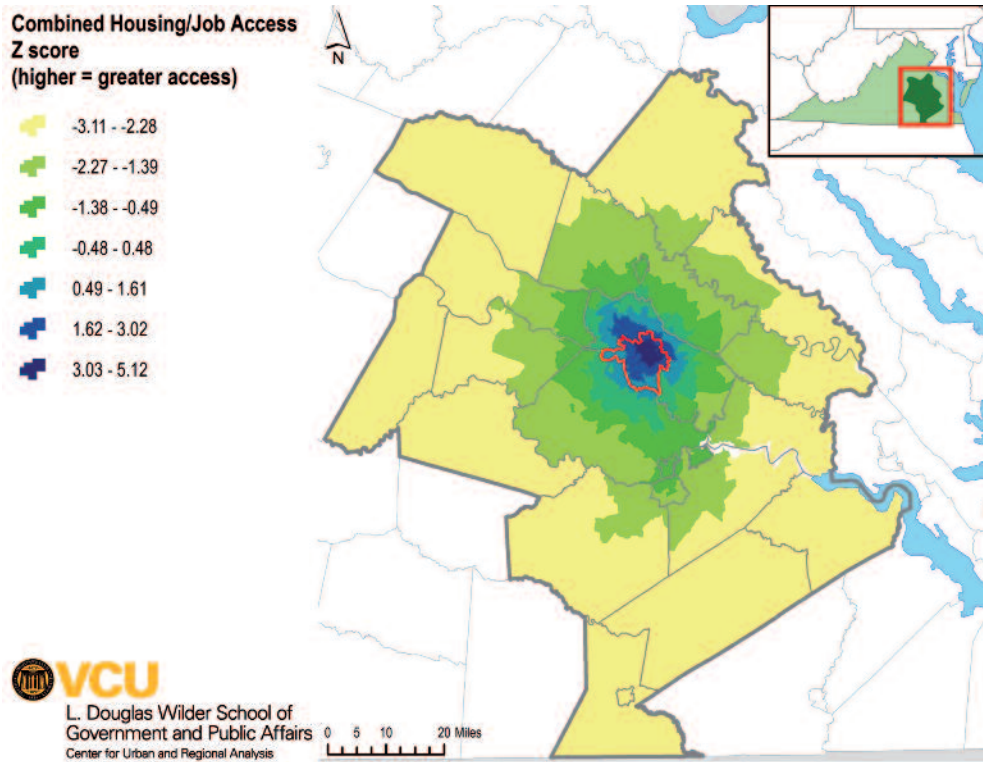 Combined Housing/Job Access
Z score
(higher = greater access)
-3.11 - -2.28
-2.27 - -1.39
-1.38 - -0.49
-0.48 - 0.48
0.49 - 1.61
1.62 - 3.02
3.03 - 5.12
N
VCU
L. Douglas Wilder School of
Government and Public Affairs
Center for Urban and Regional Analysis
0 5 10 20 Miles